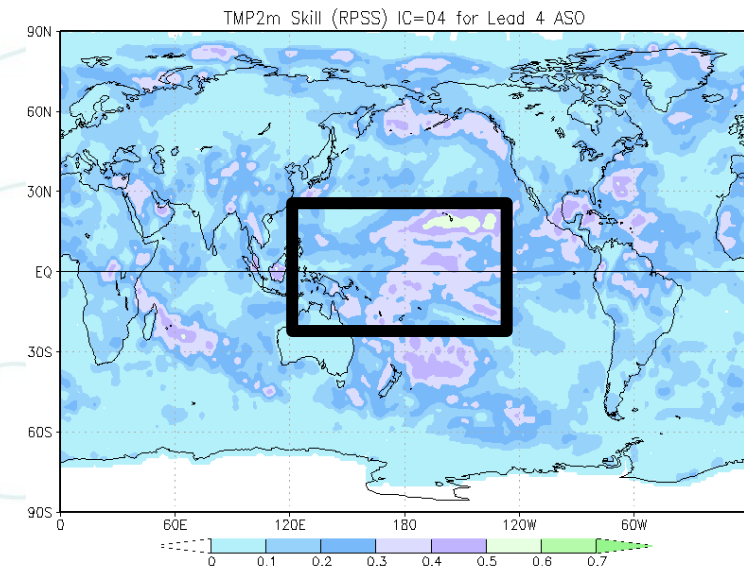 TMP2m Skill (RPSS) IC=04 for Lead 4 ASO
90N
60N
30N
EQ
30S
60S
90S
0 60E 120E 180 120W 60W
0 0.1 0.2 0.3 0.4 0.5 0.6 0.7